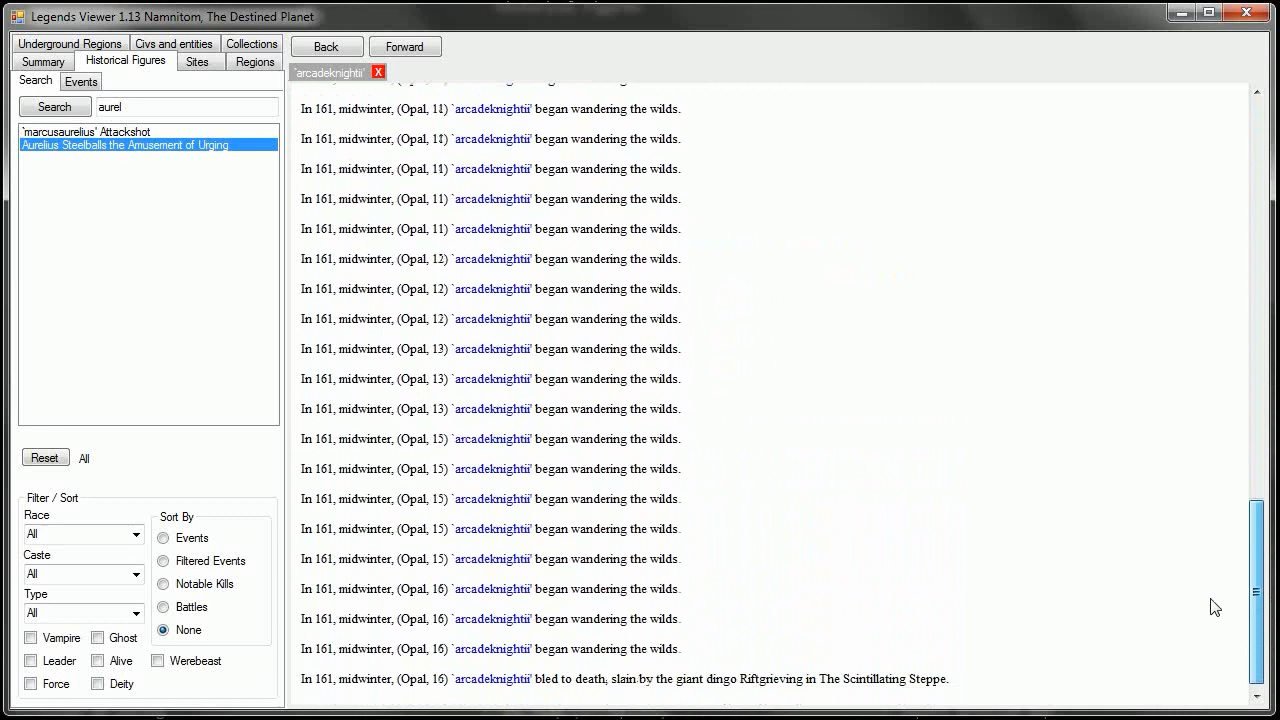 Legends Viewer 1.13 Namnitom, The Destined Planet
Underground Regions Civs and entities Collections
Summary Historical Figures Sites Regions
Search Events
Search aurel
`marcusaurelius' Attackshot
Aurelius Steelballs the Amusement of Urging
Reset All
Filter / Sort
Race
All
Caste
All
Type
All
Sort By
Events
Filtered Events
Notable Kills
Battles
None
Vampire Ghost
Leader Alive Werebeast
Force Deity
Back Forward
`arcadeknightii' X
In 161, midwinter, (Opal, 11) `arcadeknightii' began wandering the wilds.
In 161, midwinter, (Opal, 11) `arcadeknightii' began wandering the wilds.
In 161, midwinter, (Opal, 11) `arcadeknightii' began wandering the wilds.
In 161, midwinter, (Opal, 11) `arcadeknightii' began wandering the wilds.
In 161, midwinter, (Opal, 11) `arcadeknightii' began wandering the wilds.
In 161, midwinter, (Opal, 12) `arcadeknightii' began wandering the wilds.
In 161, midwinter, (Opal, 12) `arcadeknightii' began wandering the wilds.
In 161, midwinter, (Opal, 12) `arcadeknightii' began wandering the wilds.
In 161, midwinter, (Opal, 13) `arcadeknightii' began wandering the wilds.
In 161, midwinter, (Opal, 13) `arcadeknightii' began wandering the wilds.
In 161, midwinter, (Opal, 13) `arcadeknightii' began wandering the wilds.
In 161, midwinter, (Opal, 15) `arcadeknightii' began wandering the wilds.
In 161, midwinter, (Opal, 15) `arcadeknightii' began wandering the wilds.
In 161, midwinter, (Opal, 15) `arcadeknightii' began wandering the wilds.
In 161, midwinter, (Opal, 15) `arcadeknightii' began wandering the wilds.
In 161, midwinter, (Opal, 15) `arcadeknightii' began wandering the wilds.
In 161, midwinter, (Opal, 16) `arcadeknightii' began wandering the wilds.
In 161, midwinter, (Opal, 16) `arcadeknightii' began wandering the wilds.
In 161, midwinter, (Opal, 16) `arcadeknightii' began wandering the wilds.
In 161, midwinter, (Opal, 16) `arcadeknightii' bled to death, slain by the giant dingo Riftgrieving in The Scintillating Steppe.